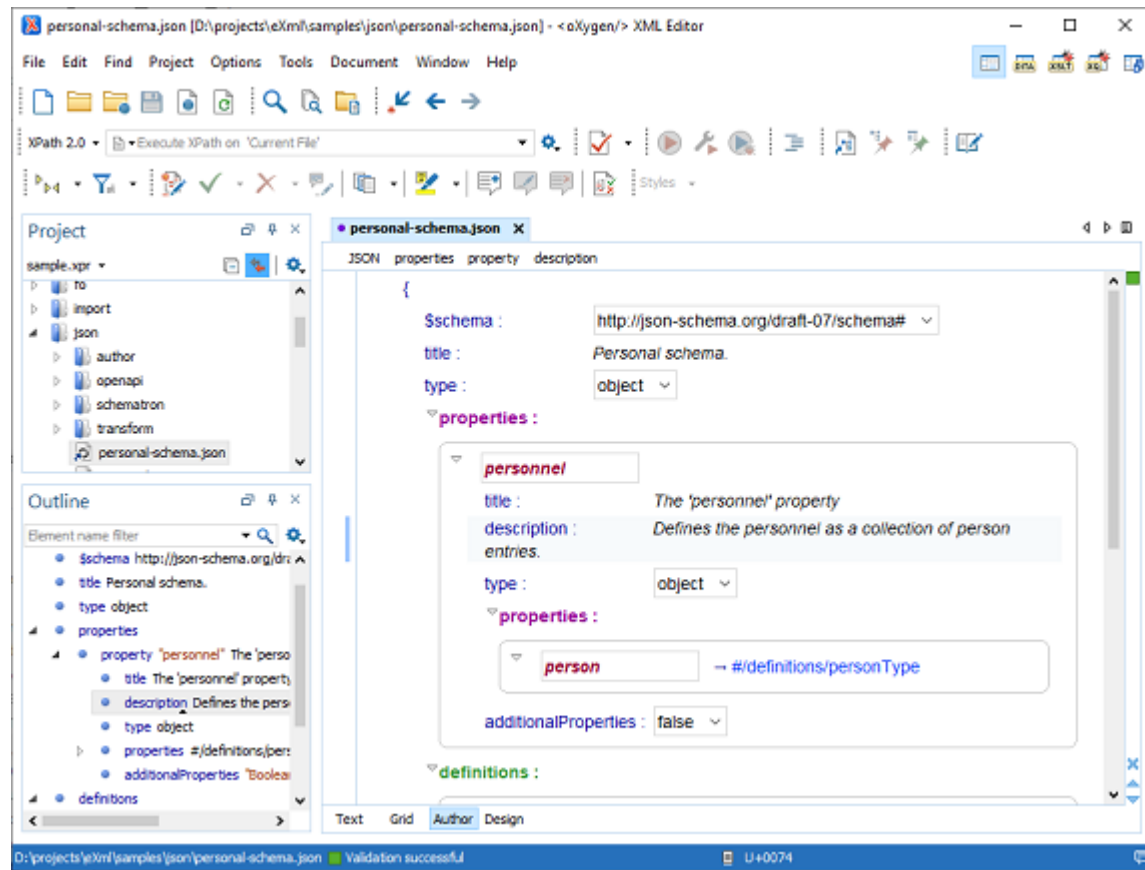 personal-schema.json [D:\projects\eXml\samples\json\personal-schema.json] - <oXygen/> XML Editor
File Edit Find Project Options Tools Document Window Help
XPath 2.0 Execute XPath on 'Current File'
Styles
Project
sample.xpr
fo
import
json
author
openapi
schematron
transform
personal-schema.json
Outline
Element name filter
$schema http://json-schema.org/dr
title Personal schema.
type object
properties
property "personnel" The 'perso
title The 'personnel' property
description Defines the pers
type object
properties #/definitions/per
additionalProperties "Boolea
definitions
personal-schema.json
JSON properties property description
{
$schema : http://json-schema.org/draft-07/schema#
title : Personal schema.
type : object
properties :
personnel
title : The 'personnel' property
description : Defines the personnel as a collection of person
entries.
type : object
properties :
person → #/definitions/personType
additionalProperties : false
definitions :
Text Grid Author Design
D:\projects\eXml\samples\json\personal-schema.json Validation successful U+0074